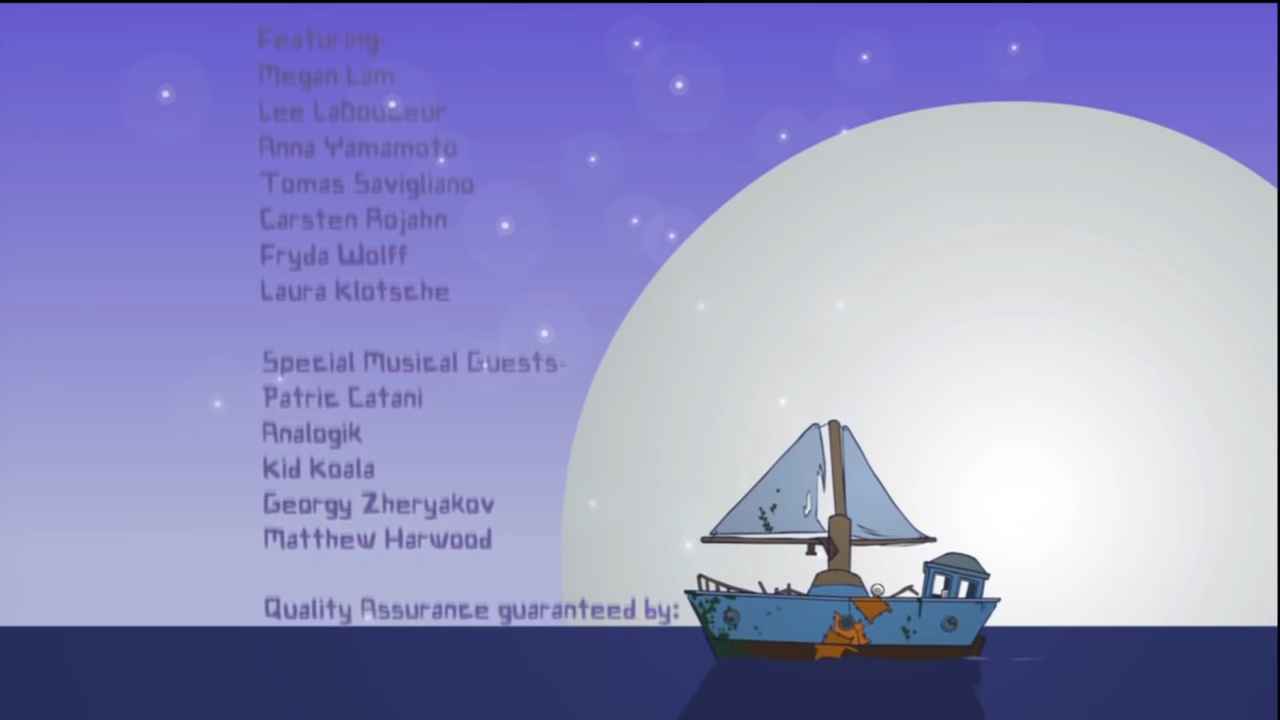 Featuring-
Megan Lam
Lee LaDouceur
Anna Yamamoto
Tomas Savigliano
Carsten Rojahn
Fryda Wolff
Laura Klotsche
Special Musical Guests-
Patric Catani
Analogik
Kid Koala
Georgy Zheryakov
Matthew Harwood
Quality Assurance guaranteed by: